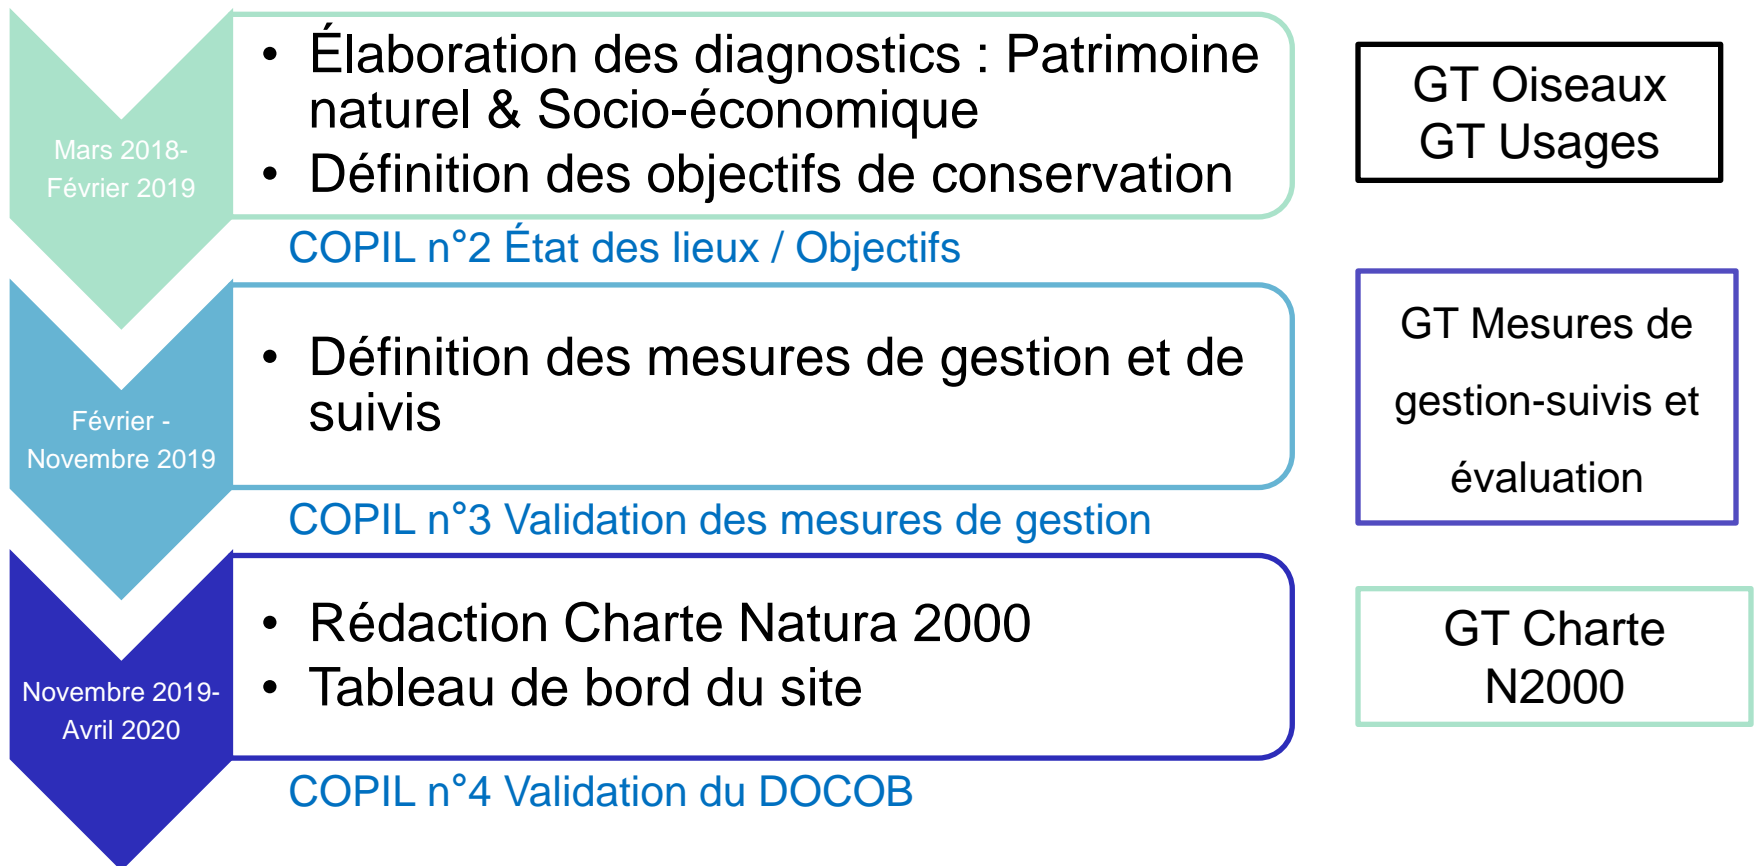 Mars 2018-
Février 2019
• Élaboration des diagnostics : Patrimoine
naturel & Socio-économique
• Définition des objectifs de conservation
GT Oiseaux
GT Usages
COPIL n°2 État des lieux / Objectifs
Février -
Novembre 2019
• Définition des mesures de gestion et de
suivis
GT Mesures de
gestion-suivis et
évaluation
COPIL n°3 Validation des mesures de gestion
Novembre 2019-
Avril 2020
• Rédaction Charte Natura 2000
• Tableau de bord du site
GT Charte
N2000
COPIL n°4 Validation du DOCOB